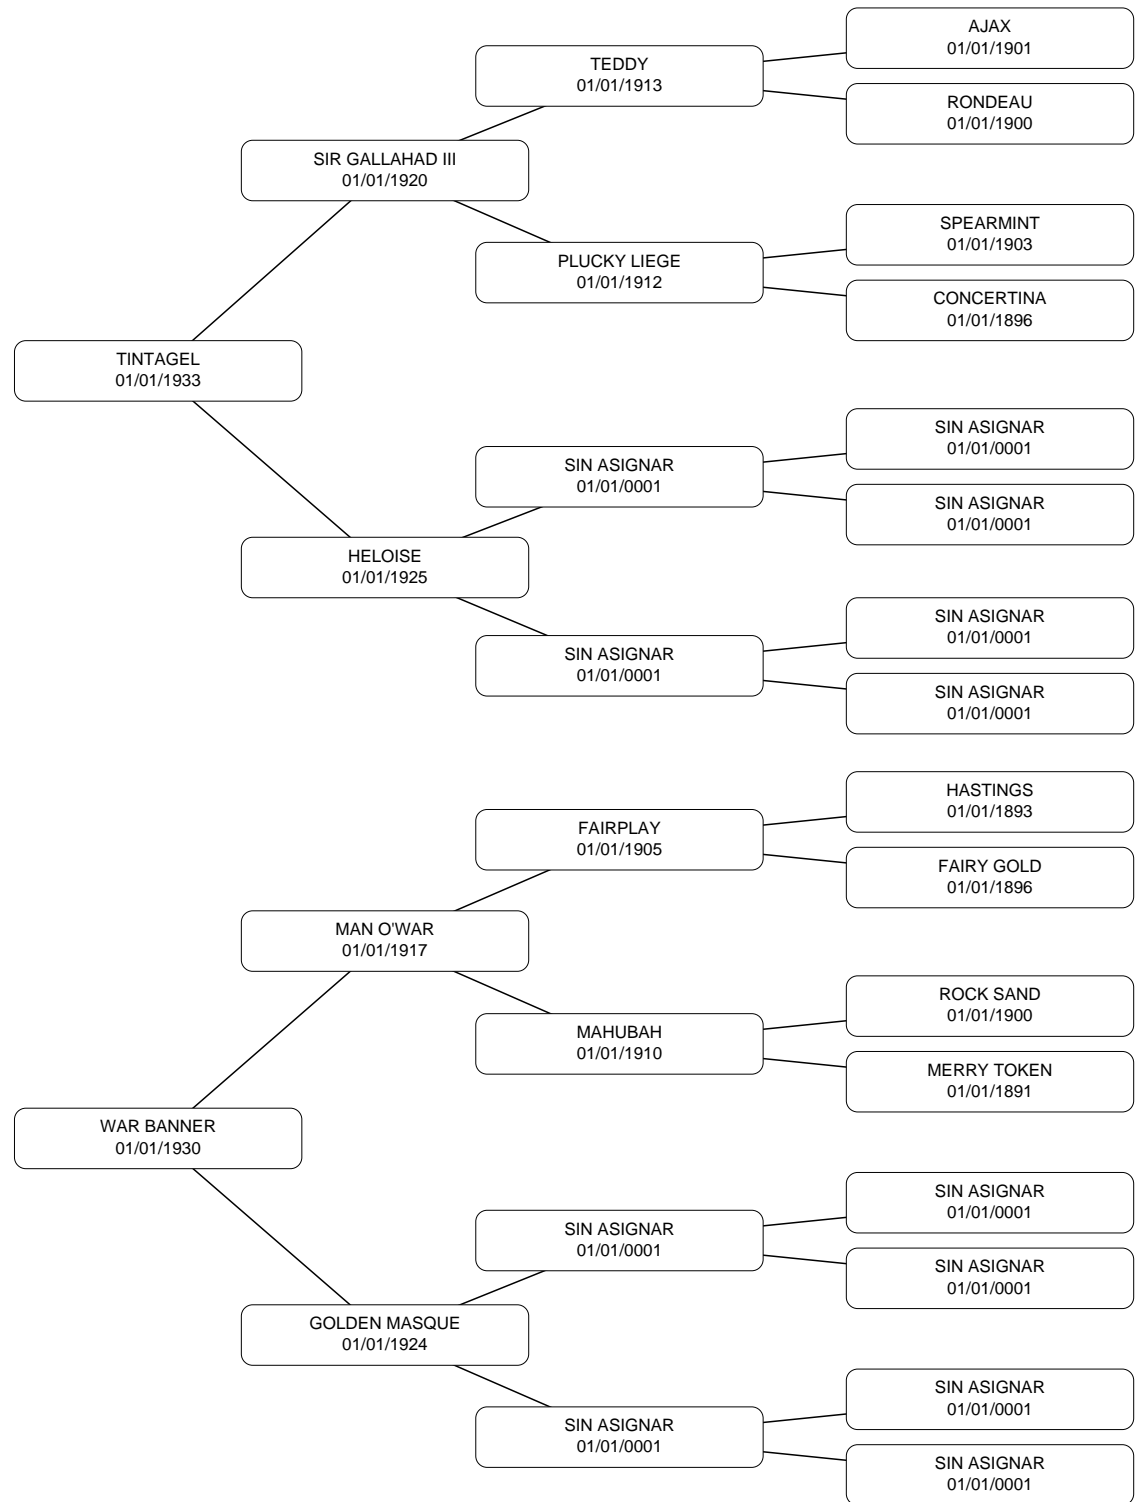 AJAX
01/01/1901
TEDDY
01/01/1913
RONDEAU
01/01/1900
SIR GALLAHAD III
01/01/1920
SPEARMINT
01/01/1903
PLUCKY LIEGE
01/01/1912
CONCERTINA
01/01/1896
TINTAGEL
01/01/1933
SIN ASIGNAR
01/01/0001
SIN ASIGNAR
01/01/0001
SIN ASIGNAR
01/01/0001
HELOISE
01/01/1925
SIN ASIGNAR
01/01/0001
SIN ASIGNAR
01/01/0001
SIN ASIGNAR
01/01/0001
HASTINGS
01/01/1893
FAIRPLAY
01/01/1905
FAIRY GOLD
01/01/1896
MAN O'WAR
01/01/1917
ROCK SAND
01/01/1900
MAHUBAH
01/01/1910
MERRY TOKEN
01/01/1891
WAR BANNER
01/01/1930
SIN ASIGNAR
01/01/0001
SIN ASIGNAR
01/01/0001
SIN ASIGNAR
01/01/0001
GOLDEN MASQUE
01/01/1924
SIN ASIGNAR
01/01/0001
SIN ASIGNAR
01/01/0001
SIN ASIGNAR
01/01/0001